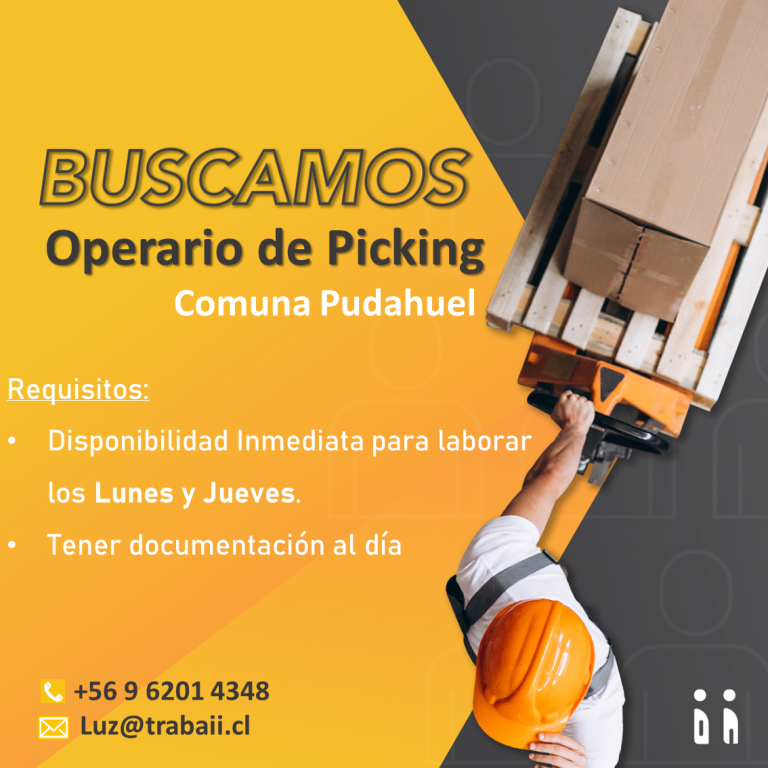 BUSCAMOS
Operario de Picking
Comuna Pudahuel
Requisitos:
• Disponibilidad Inmediata para laborar
los Lunes y Jueves.
• Tener documentación al día
+56 9 6201 4348
Luz@trabaii.cl